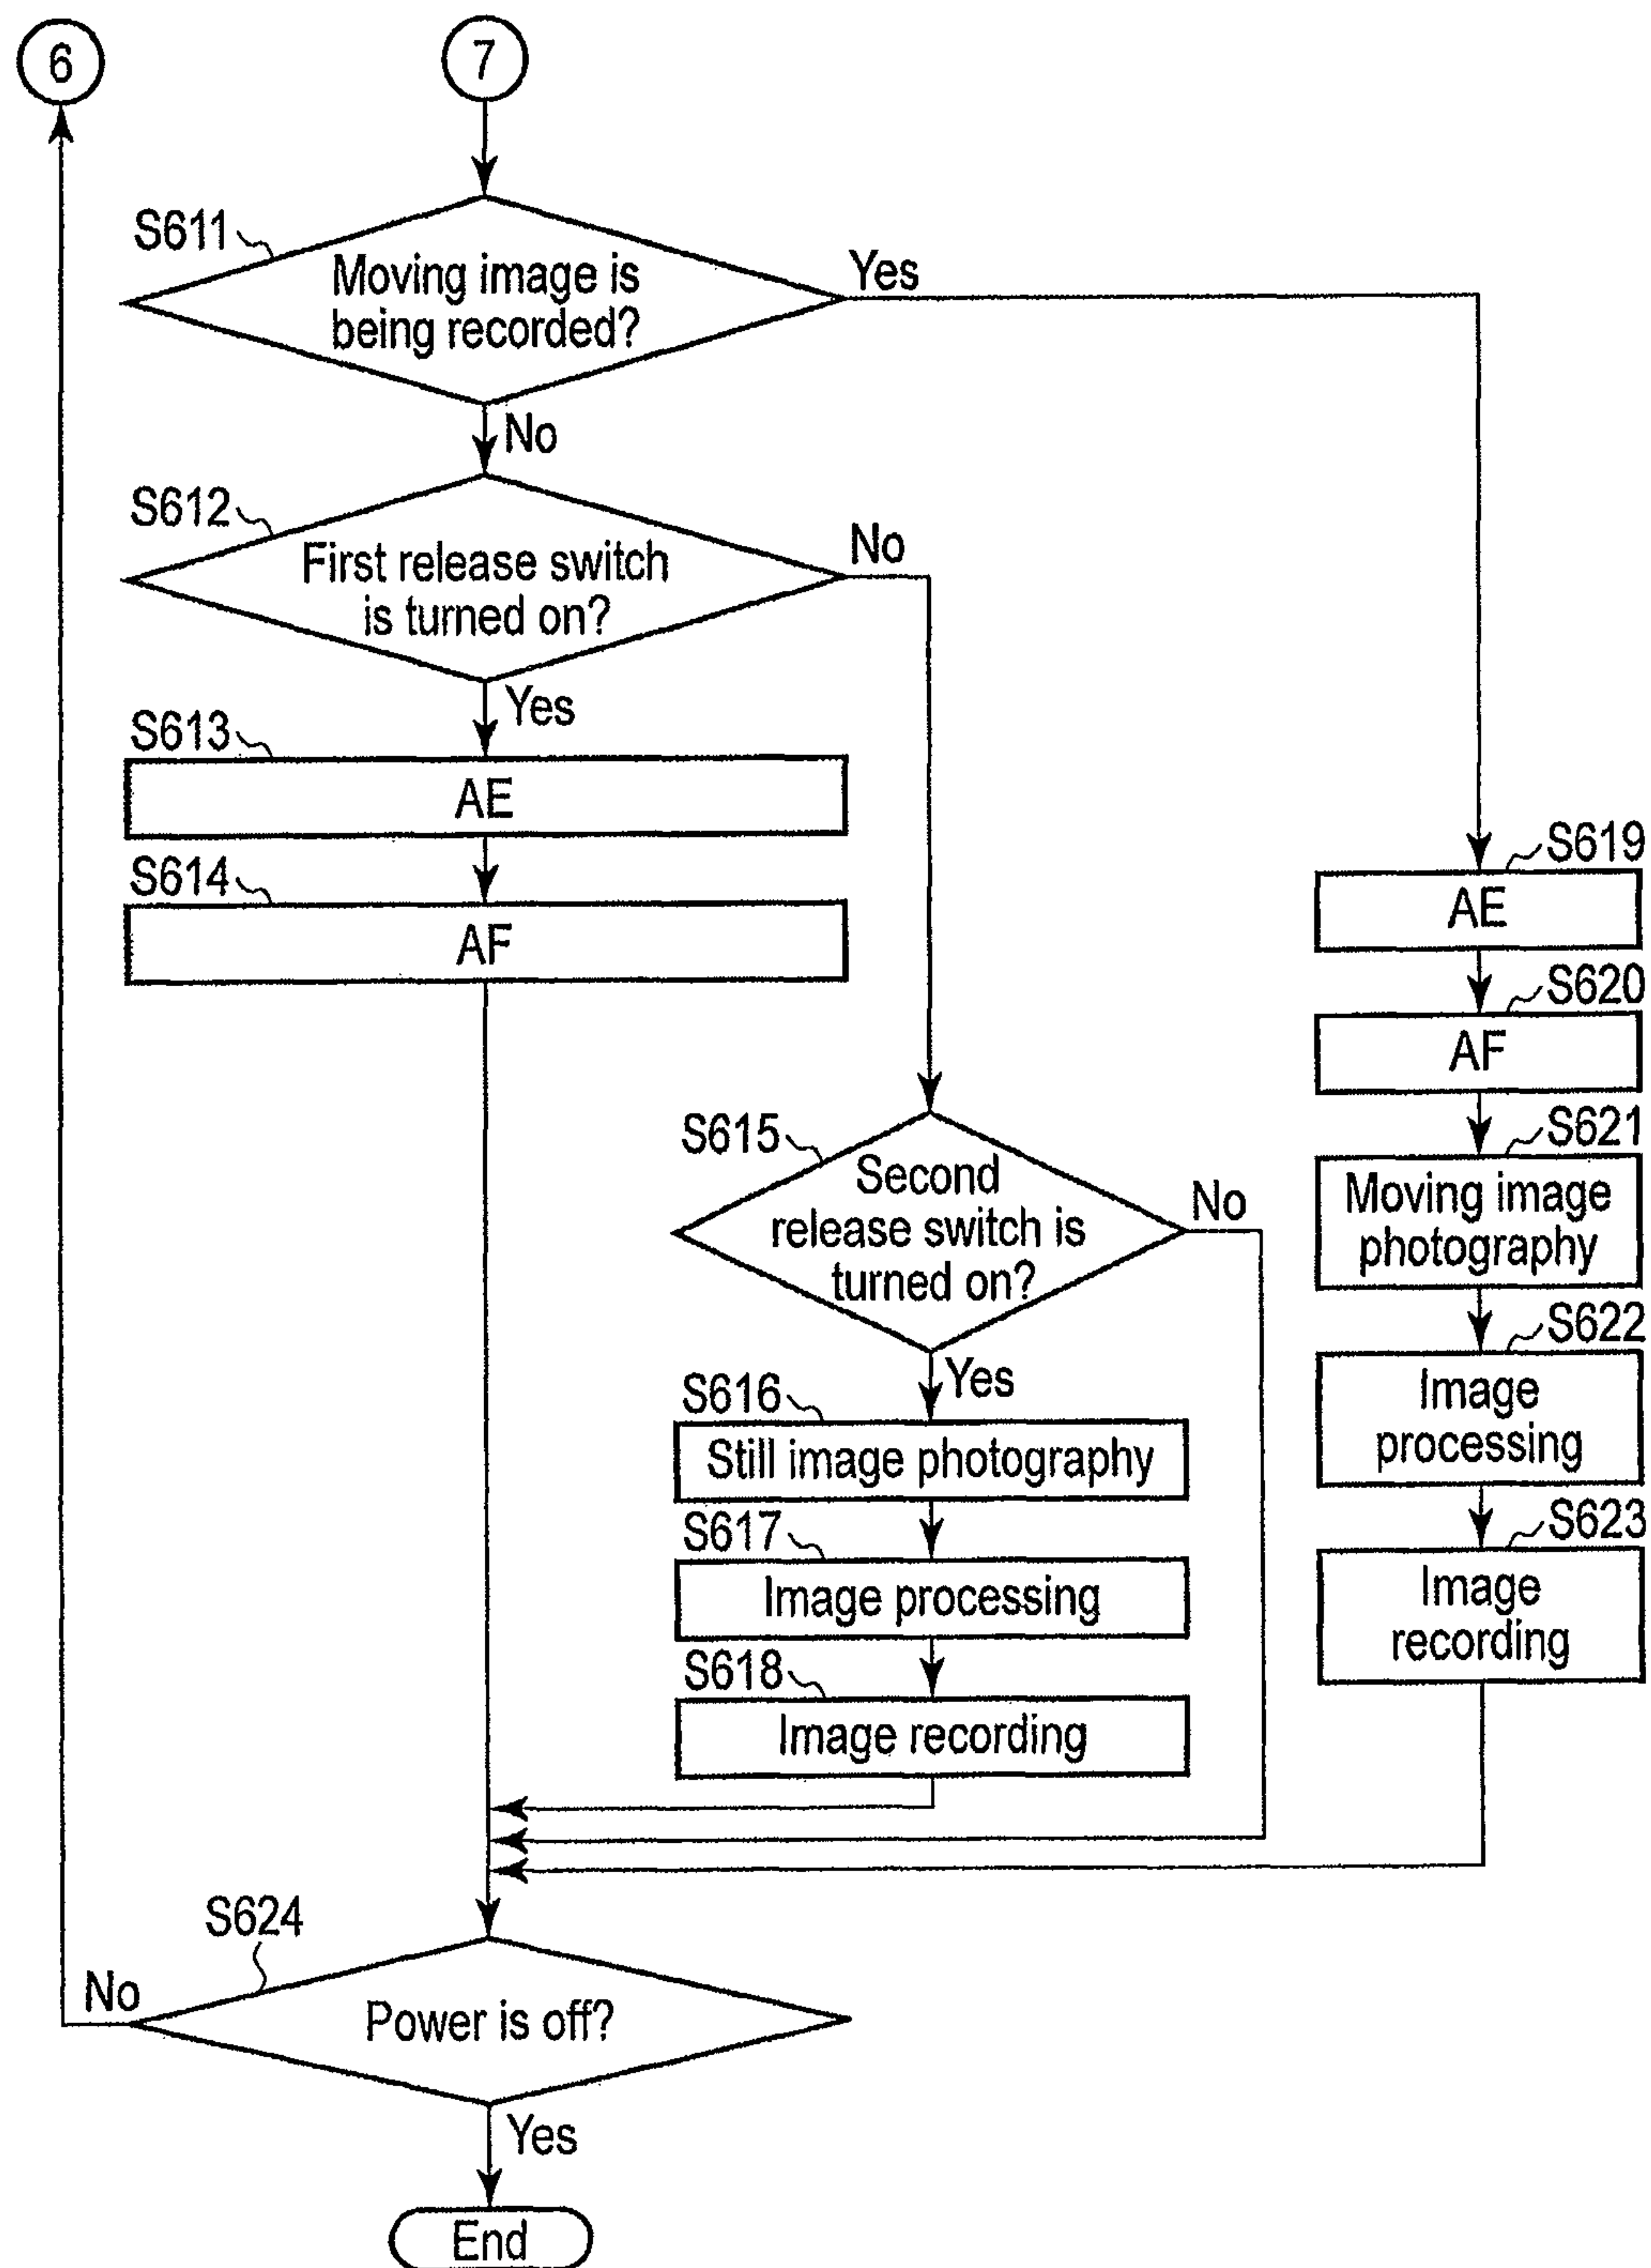 6
7
S611
Moving image is
being recorded?
Yes
No
S612
First release switch
is turned on?
No
Yes
S613
AE
S614
AF
S615
Second
release switch is
turned on?
No
Yes
S616
Still image photography
S617
Image processing
S618
Image recording
S619
AE
S620
AF
S621
Moving image
photography
S622
Image
processing
S623
Image
recording
S624
Power is off?
No
Yes
End